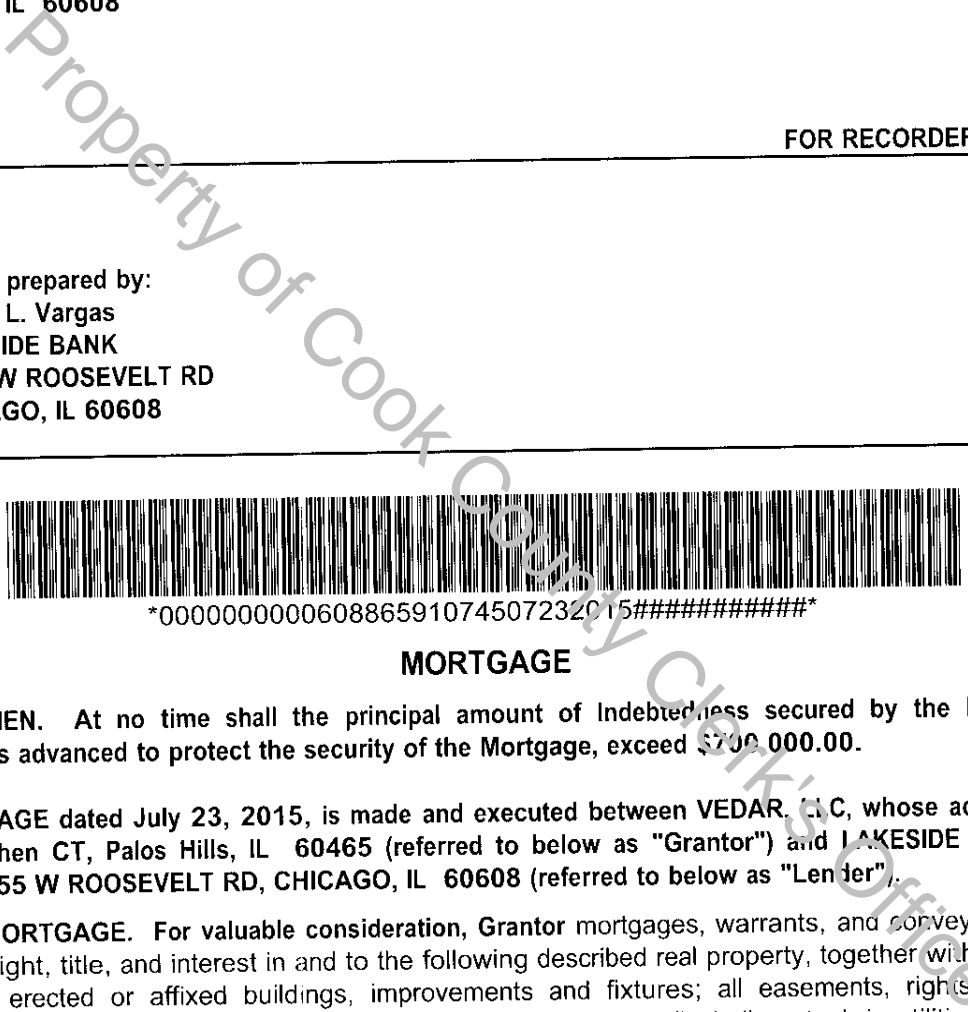 IL 60608
FOR RECORDER
prepared by:
L. Vargas
IDE BANK
W ROOSEVELT RD
AGO, IL 60608
*000000000060886591074507232015###########*
MORTGAGE
IEN. At no time shall the principal amount of Indebtedness secured by the
s advanced to protect the security of the Mortgage, exceed $700,000.00.
AGE dated July 23, 2015, is made and executed between VEDAR, LLC, whose ad
hen CT, Palos Hills, IL 60465 (referred to below as "Grantor") and LAKESIDE
55 W ROOSEVELT RD, CHICAGO, IL 60608 (referred to below as "Lender").
ORTGAGE. For valuable consideration, Grantor mortgages, warrants, and convey
ight, title, and interest in and to the following described real property, together with
erected or affixed buildings, improvements and fixtures; all easements, rights
Property of Cook County Clerk's Office